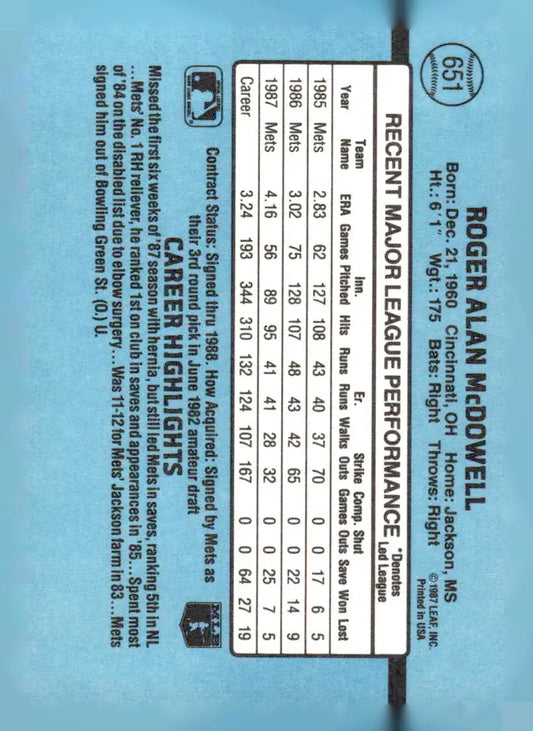 651
ROGER ALAN McDOWELL
Born: Dec. 21, 1960 Cincinnati, OH Home: Jackson, MS
Ht.: 6'1" Wgt.: 175 Bats: Right Throws: Right
©1987 LEAF, INC.
Printed in USA
RECENT MAJOR LEAGUE PERFORMANCE
*Denotes
Led League
Team Inn. Er. Strike Comp. Shut
Year Name ERA Games Pitched Hits Runs Runs Walks Outs Games Outs Save Won Lost
1985 Mets 2.83 62 127 108 43 40 37 70 0 0 17 6 5
1986 Mets 3.02 75 128 107 48 43 42 65 0 0 22 14 9
1987 Mets 4.16 56 89 95 41 41 28 32 0 0 25 7 5
Career 3.24 193 344 310 132 124 107 167 0 0 64 27 19
Contract Status: Signed thru 1988. How Acquired: Signed by Mets as
their 3rd round pick in June 1982 amateur draft
MLB
CAREER HIGHLIGHTS
Missed the first six weeks of '87 season with hernia, but still led Mets in saves, ranking 5th in NL
...Mets' No. 1 RH reliever, he ranked 1st on club in saves and appearances in '85... Spent most
of '84 on the disabled list due to elbow surgery... Was 11-12 for Mets' Jackson farm in 83... Mets
signed him out of Bowling Green St. (O.) U.